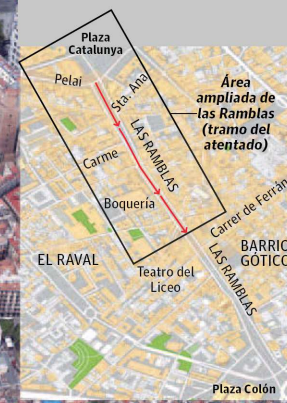 Plaza
Catalunya
Pelai
Sta. Ana
Área
ampliada de
las Ramblas
(tramo del
atentado)
LAS RAMBLAS
Carme
Boquería
Carrer de Ferràn
BARRIO
GÓTICO
EL RAVAL
LAS RAMBLAS
Teatro del
Liceo
Plaza Colón